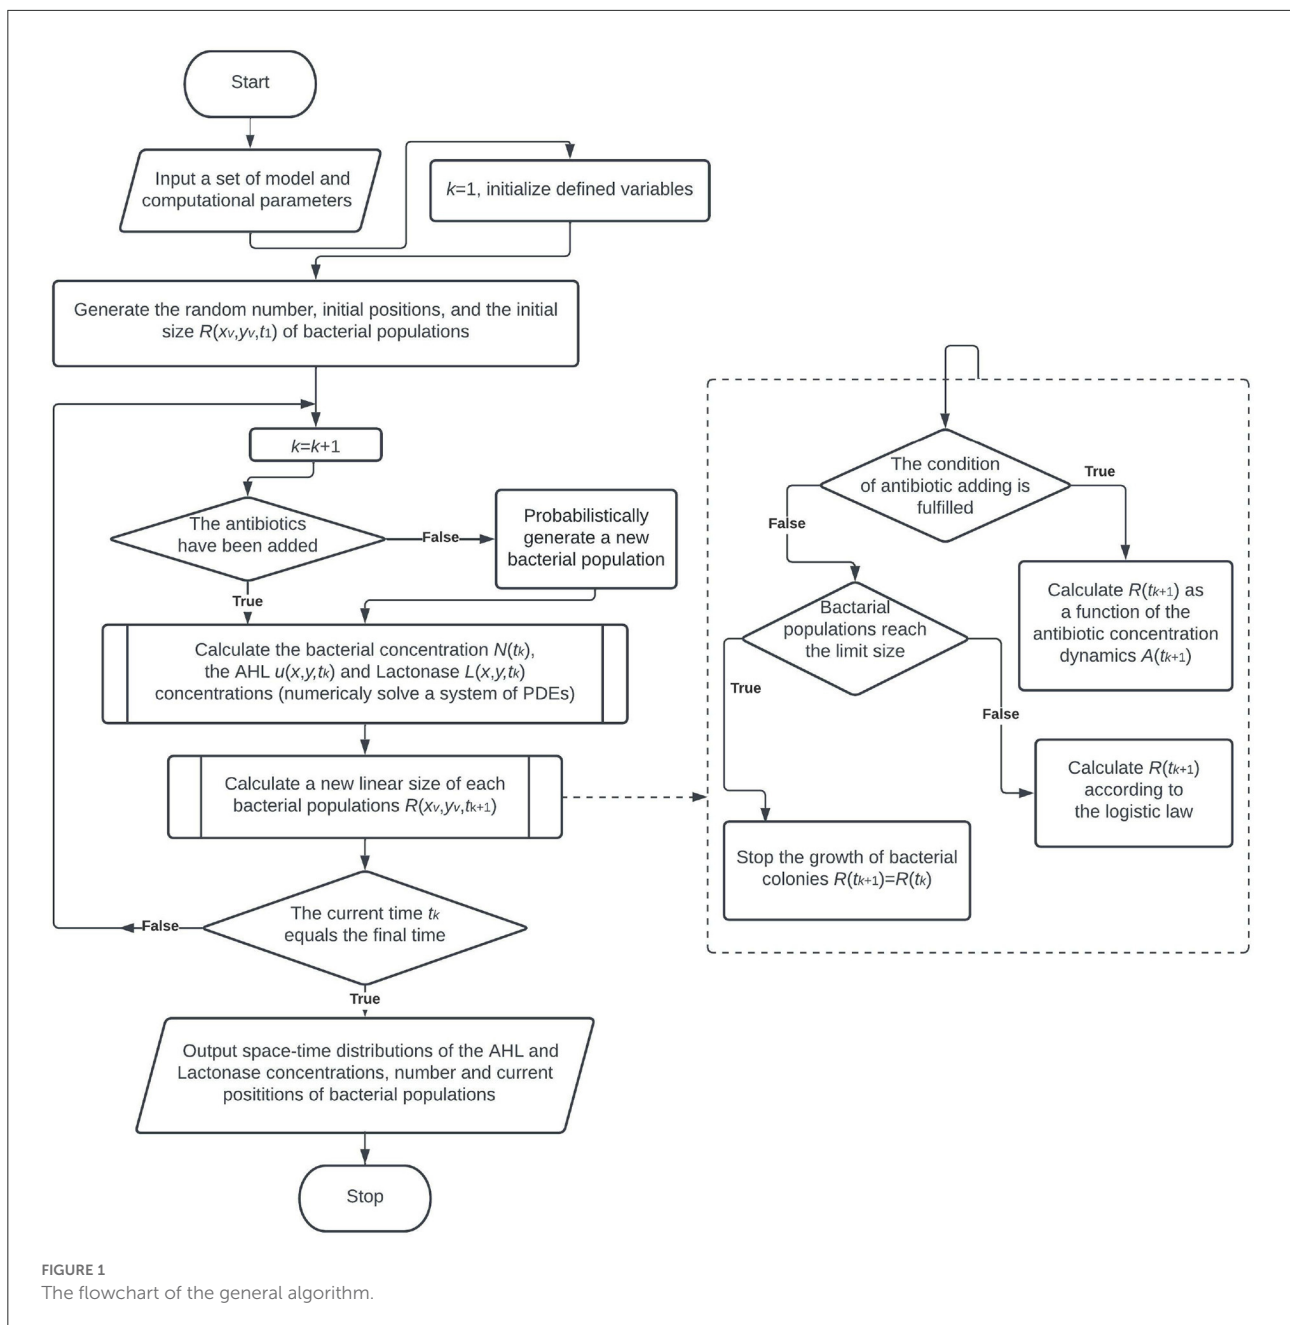 Start
Input a set of model and
computational parameters
k=1, initialize defined variables
Generate the random number, initial positions, and the initial
size R(xv,yv,t1) of bacterial populations
k=k+1
The antibiotics
have been added
False
Probabilistically
generate a new
bacterial population
True
Calculate the bacterial concentration N(tk),
the AHL u(x,y,tk) and Lactonase L(x,y,tk)
concentrations (numericaly solve a system of PDEs)
Calculate a new linear size of each
bacterial populations R(xv,yv,tk+1)
The current time tk
equals the final time
False
True
Output space-time distributions of the AHL and
Lactonase concentrations, number and current
posititions of bacterial populations
Stop
The condition
of antibiotic adding is
fulfilled
True
False
Calculate R(tk+1) as
a function of the
antibiotic concentration
dynamics A(tk+1)
Bactarial
populations reach
the limit size
True
False
Calculate R(tk+1)
according to
the logistic law
Stop the growth of bacterial
colonies R(tk+1)=R(tk)
FIGURE 1
The flowchart of the general algorithm.